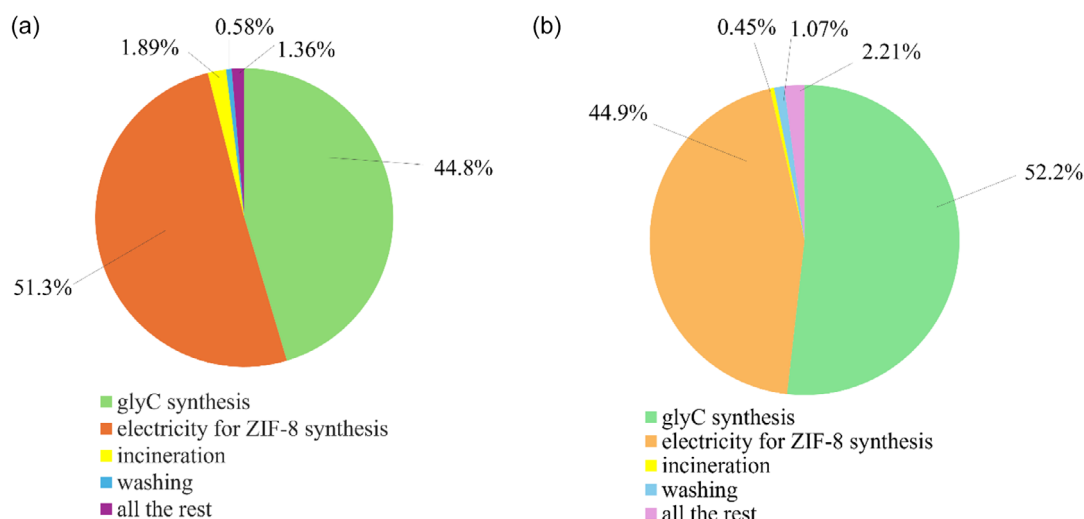 (a)
0.58%
1.89%
1.36%
44.8%
51.3%
glyC synthesis
electricity for ZIF-8 synthesis
incineration
washing
all the rest
(b)
0.45%
1.07%
2.21%
44.9%
52.2%
glyC synthesis
electricity for ZIF-8 synthesis
incineration
washing
all the rest